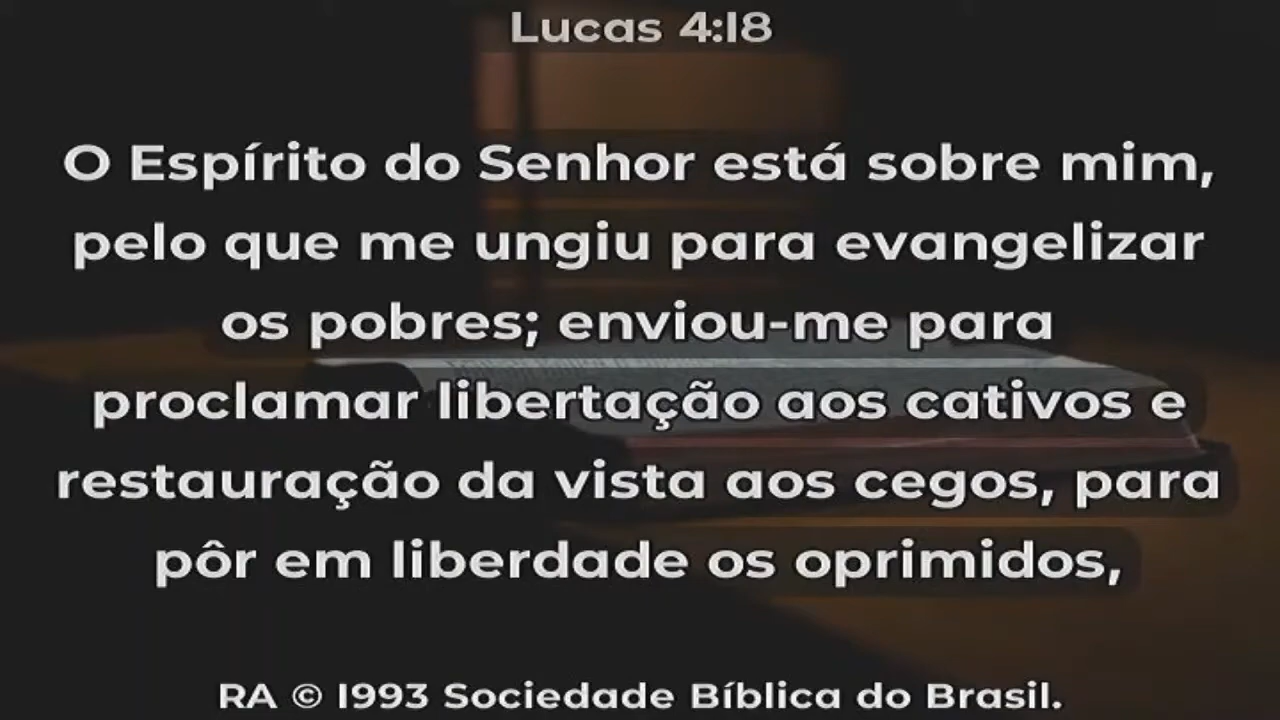 Lucas 4:18
O Espírito do Senhor está sobre mim,
pelo que me ungiu para evangelizar
os pobres; enviou-me para
proclamar libertação aos cativos e
restauração da vista aos cegos, para
pôr em liberdade os oprimidos,
RA © 1993 Sociedade Bíblica do Brasil.